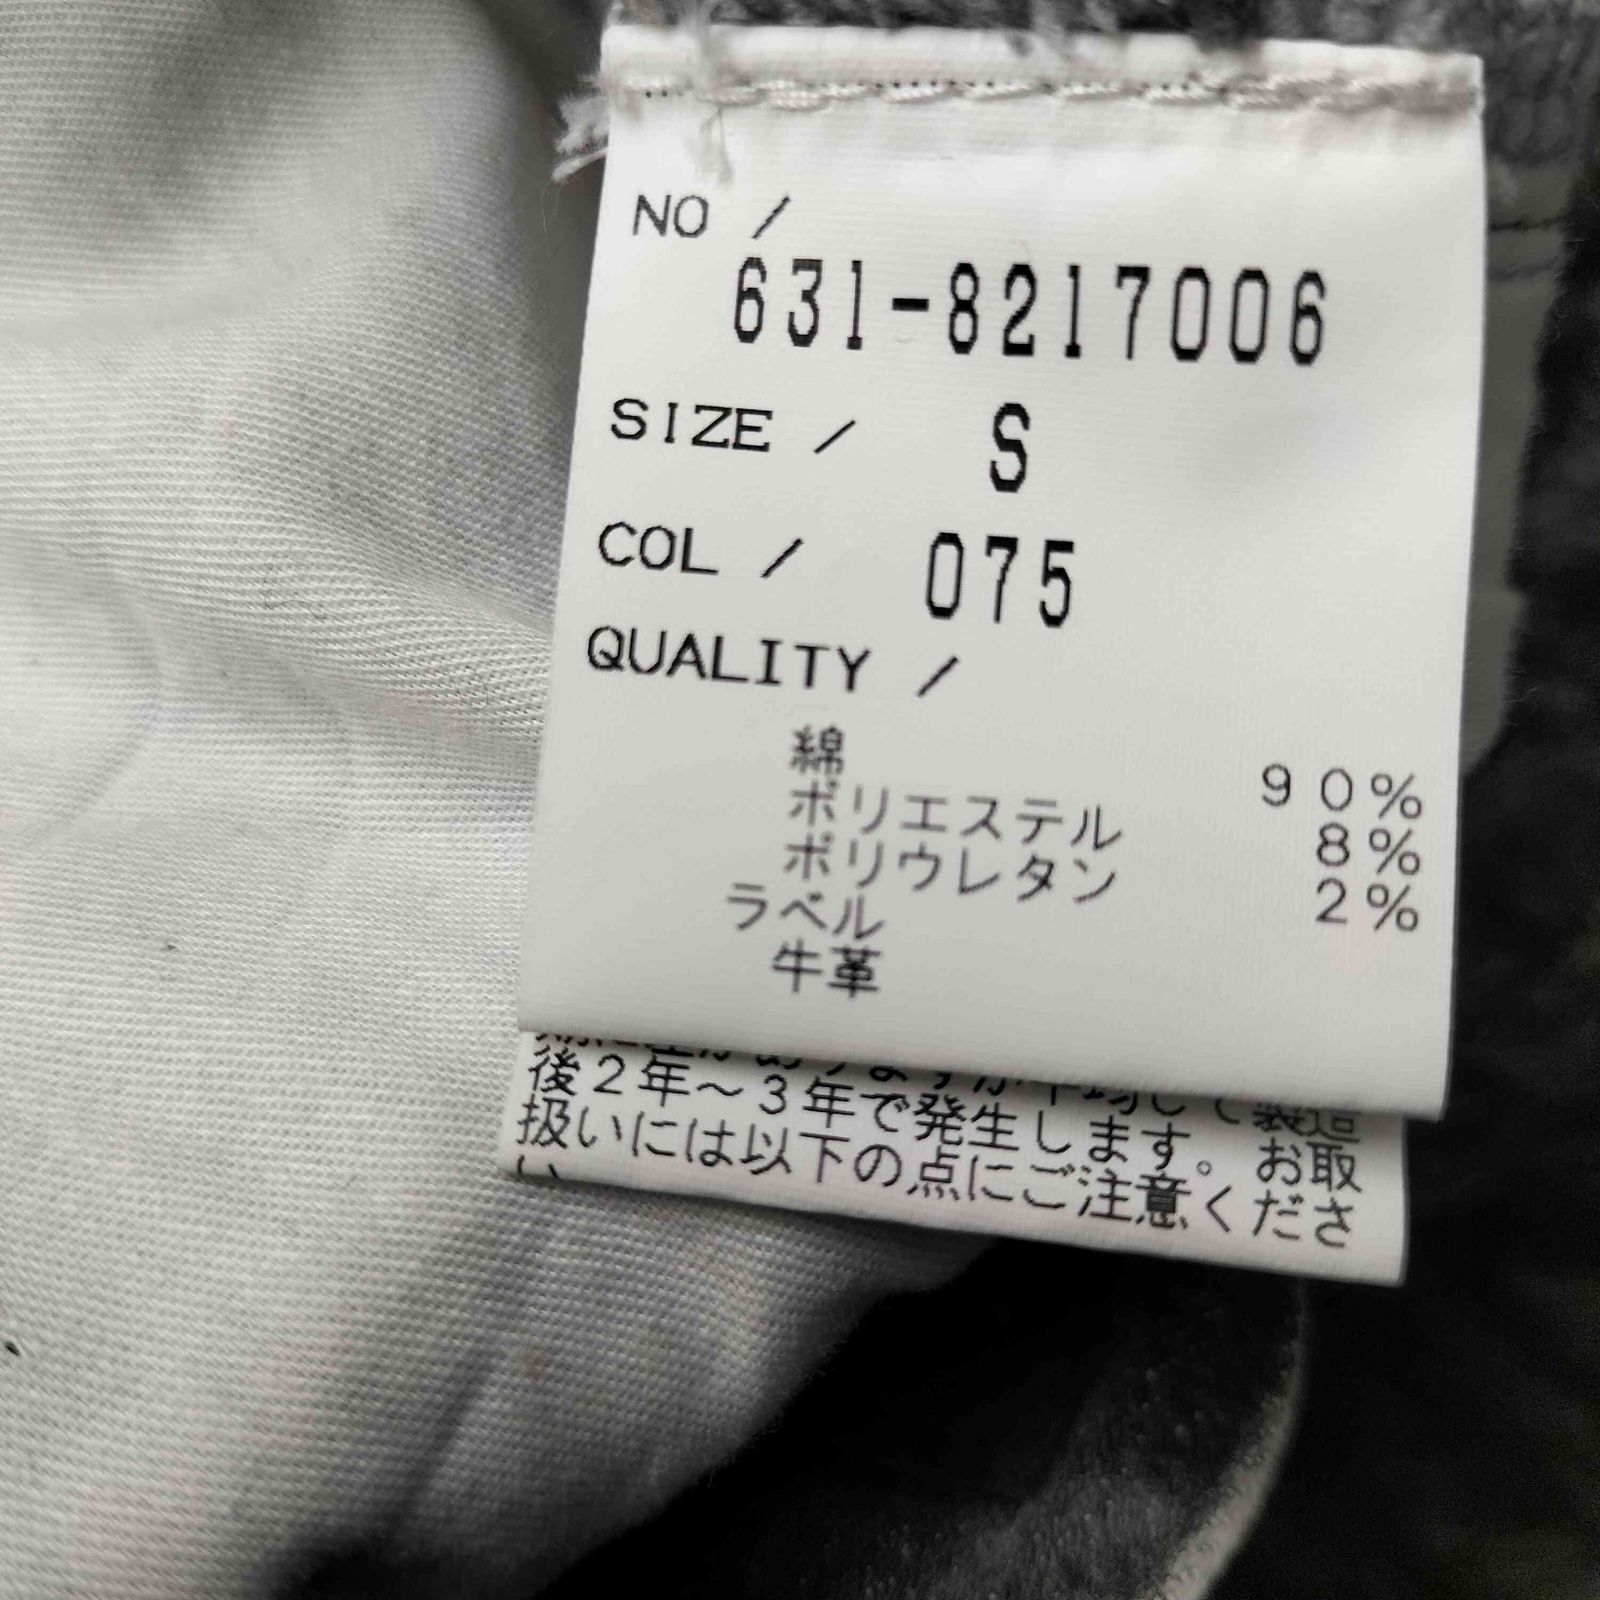 NO /
631-8217006
SIZE / S
COL / 075
QUALITY /
綿 90%
ポリエステル 8%
ポリウレタン 2%
ラベル
牛革
後2年～3年で発生します。お取
扱いには以下の点にご注意くださ
い